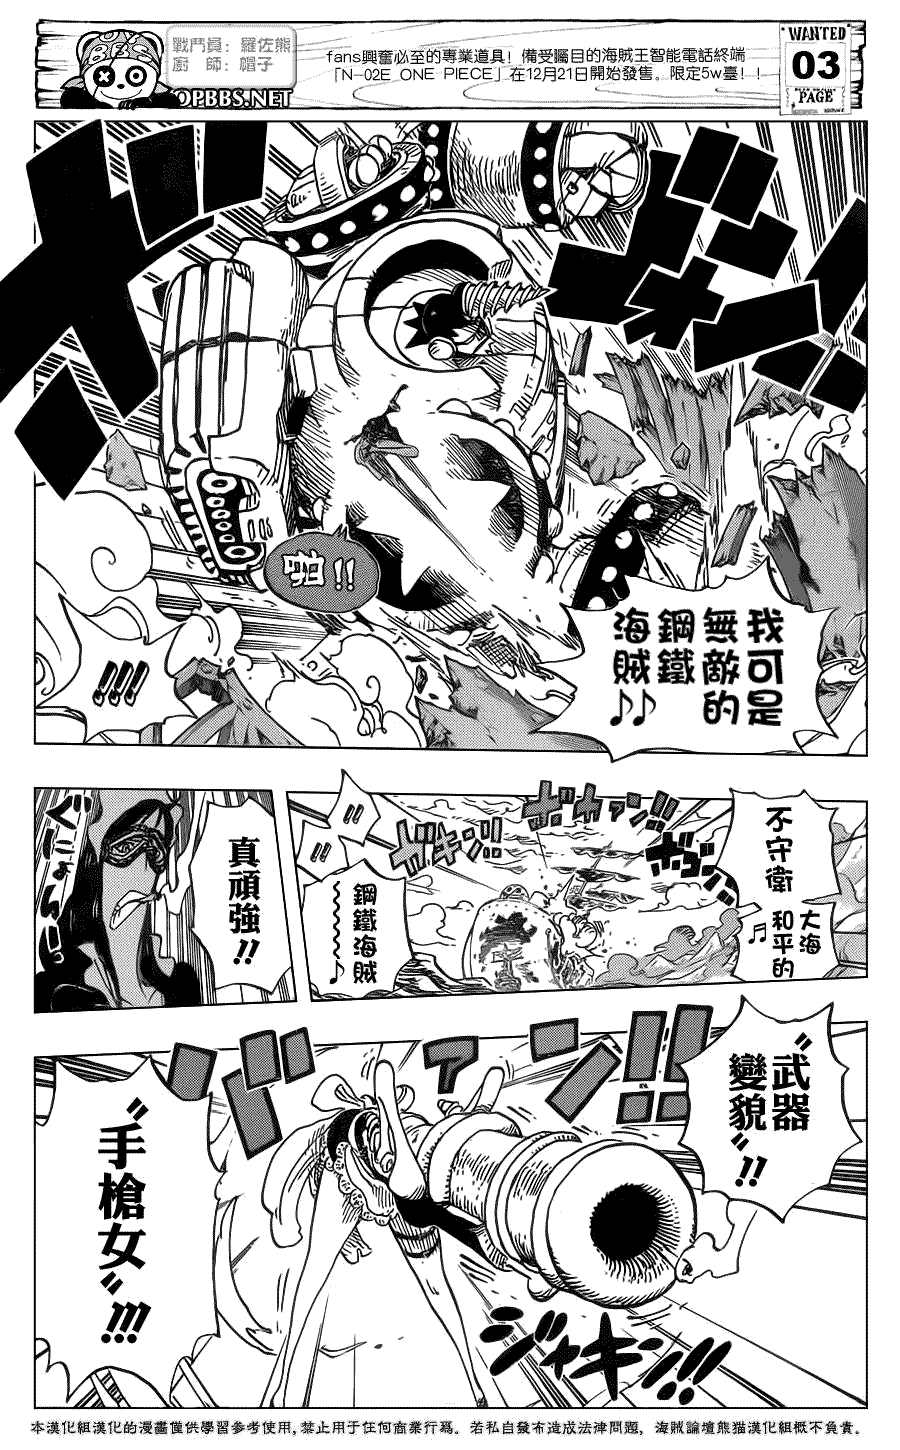 戰鬥員：羅佐熊
廚　師：帽子
OPBBS.NET
fans興奮必至的專業道具！備受矚目的海賊王智能電話終端
「N-02E ONE PIECE」在12月21日開始發售。限定5w臺！！
WANTED
03
PAGE
ガ
ガォーン!!
啪!!
我可是
無敵的
鋼鐵
海賊♪♪
!!!!
不守衛
大海
和平的♬
ボカァン!!
ガキン!!
鋼鐵海賊～～♪
真頑強!!
ぐにょん
“武器
變貌”!!
ドドァン!!
“手槍女”!!!
ジャキン!!
本漢化組漢化的漫畫僅供學習參考使用,禁止用于任何商業行爲。若私自發布造成法律問題，海賊論壇熊猫漢化組概不負責。